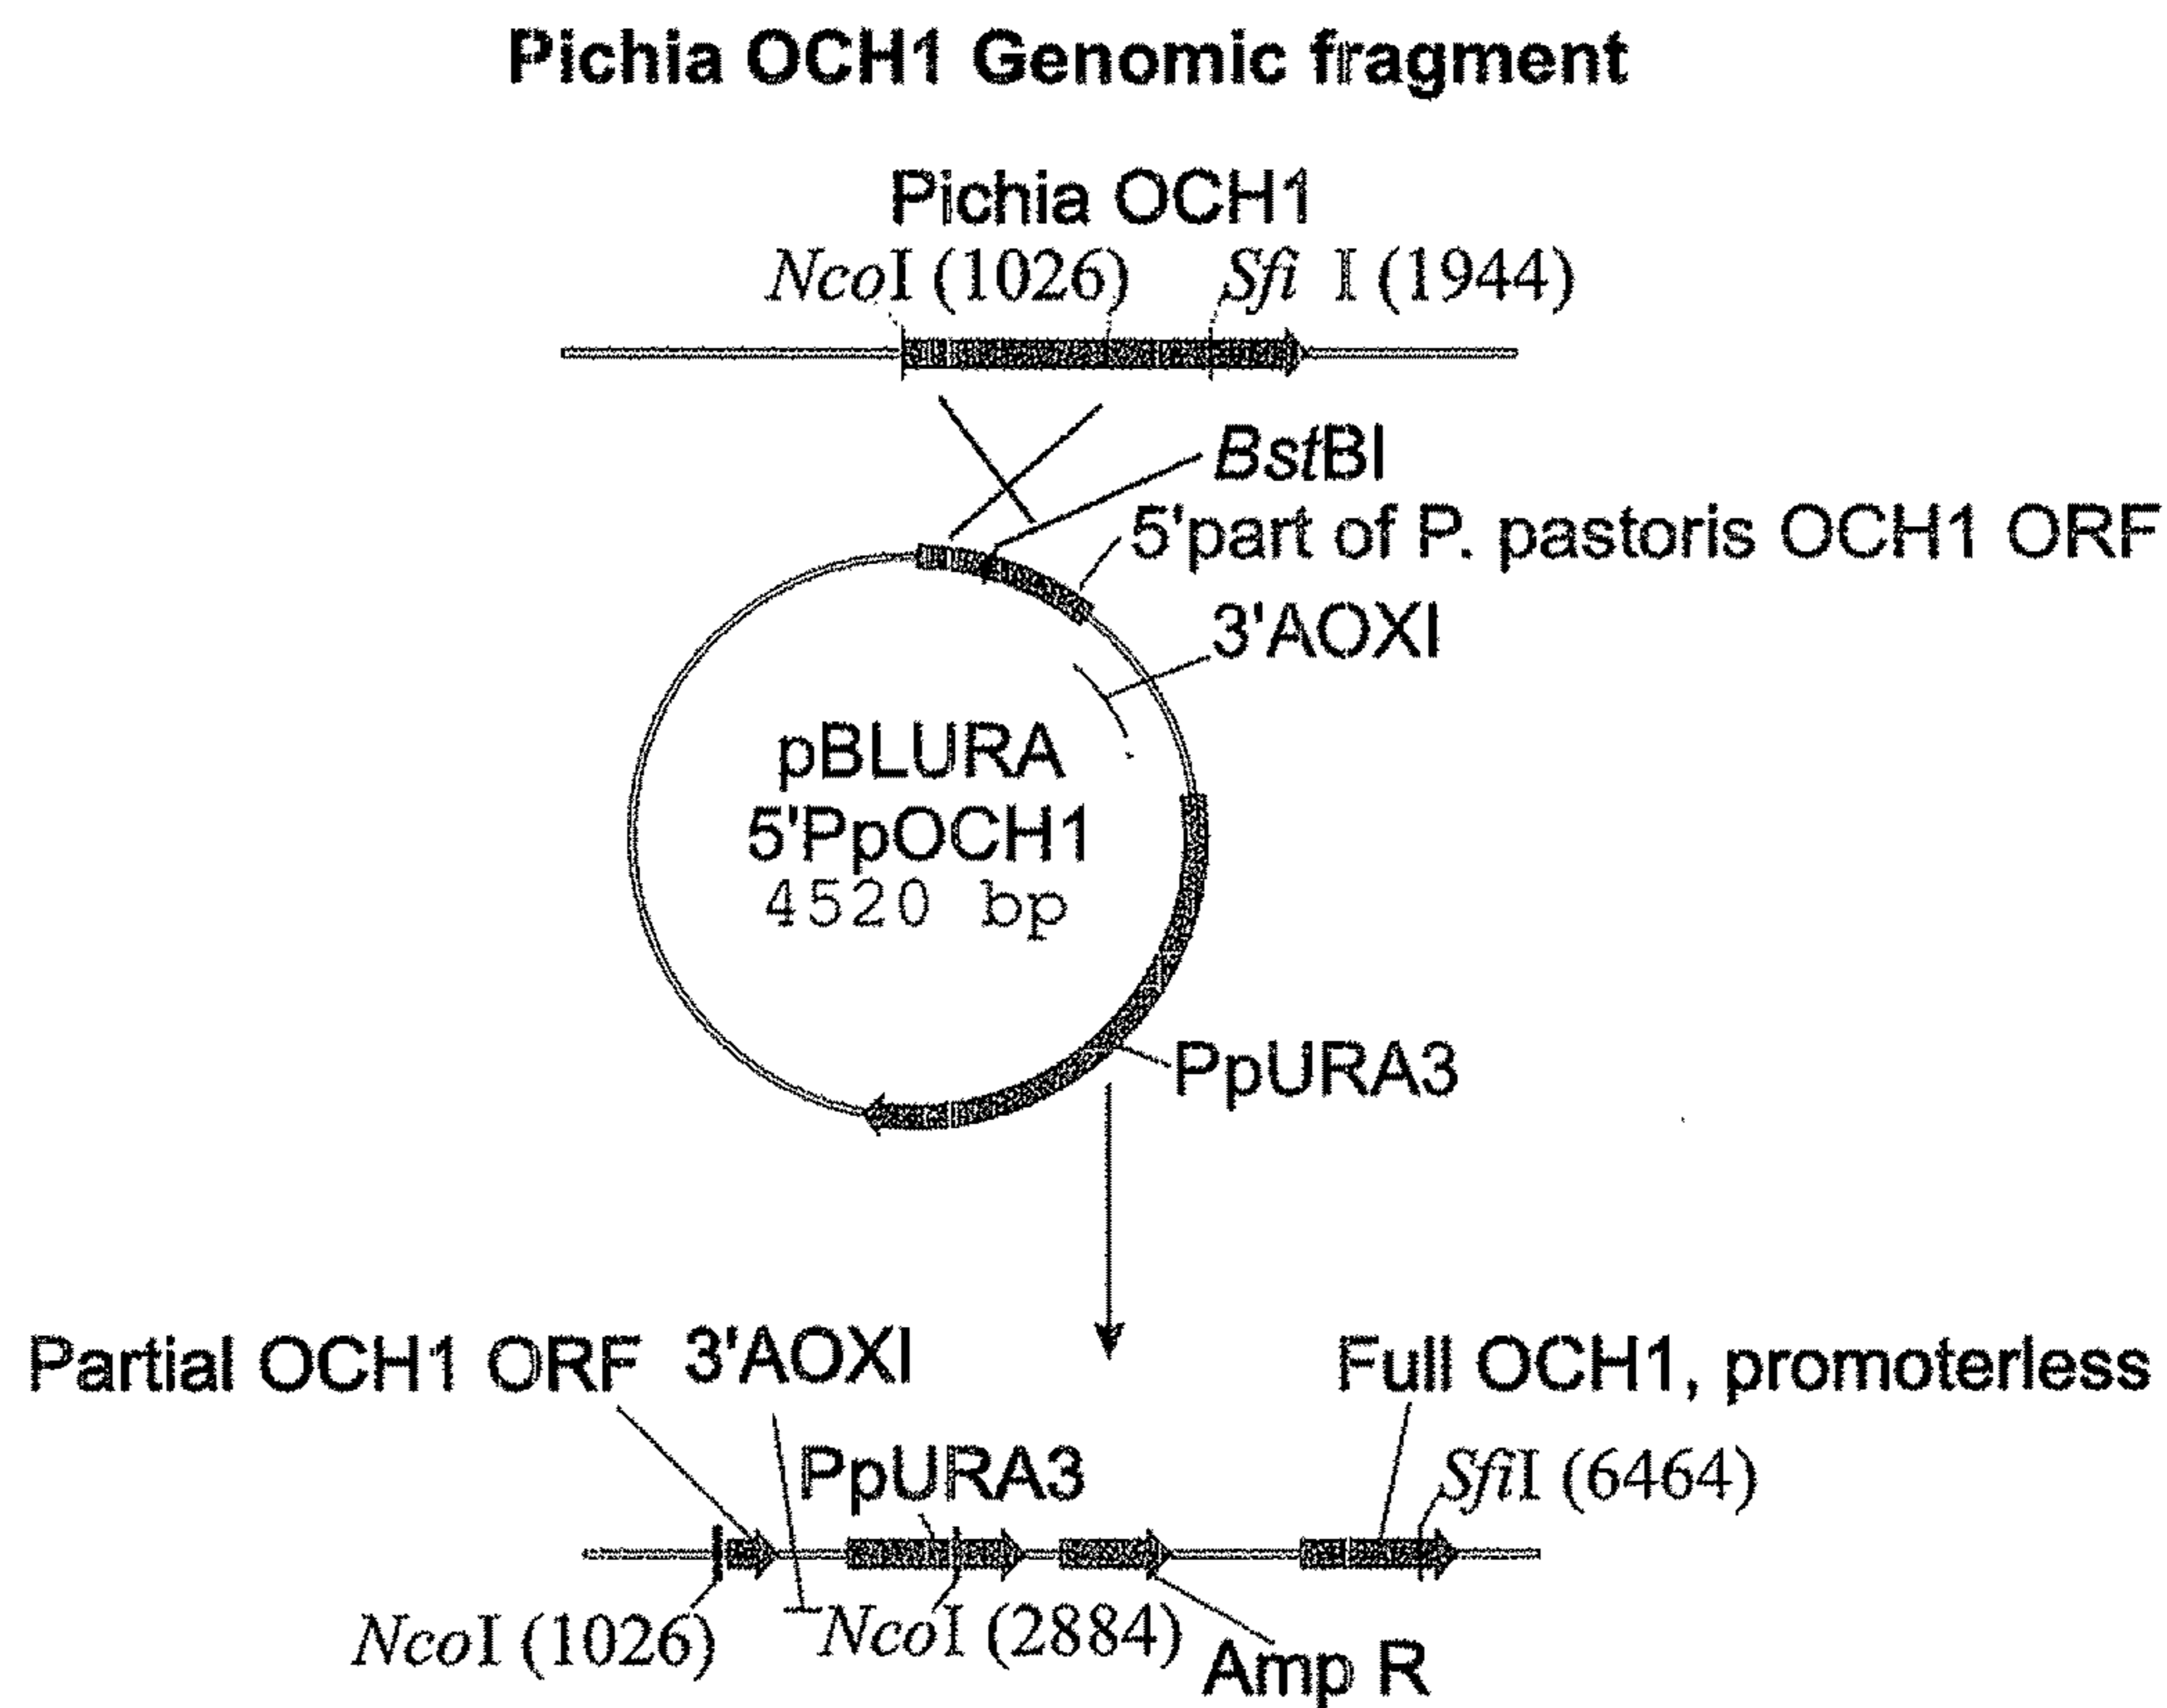 Pichia OCH1 Genomic fragment
Pichia OCH1
NcoI (1026) Sfi I (1944)
BstBI
5'part of P. pastoris OCH1 ORF
3'AOXI
pBLURA
5'PpOCH1
4520 bp
PpURA3
Partial OCH1 ORF 3'AOXI Full OCH1, promoterless
PpURA3 SfiI (6464)
NcoI (1026) NcoI (2884) Amp R